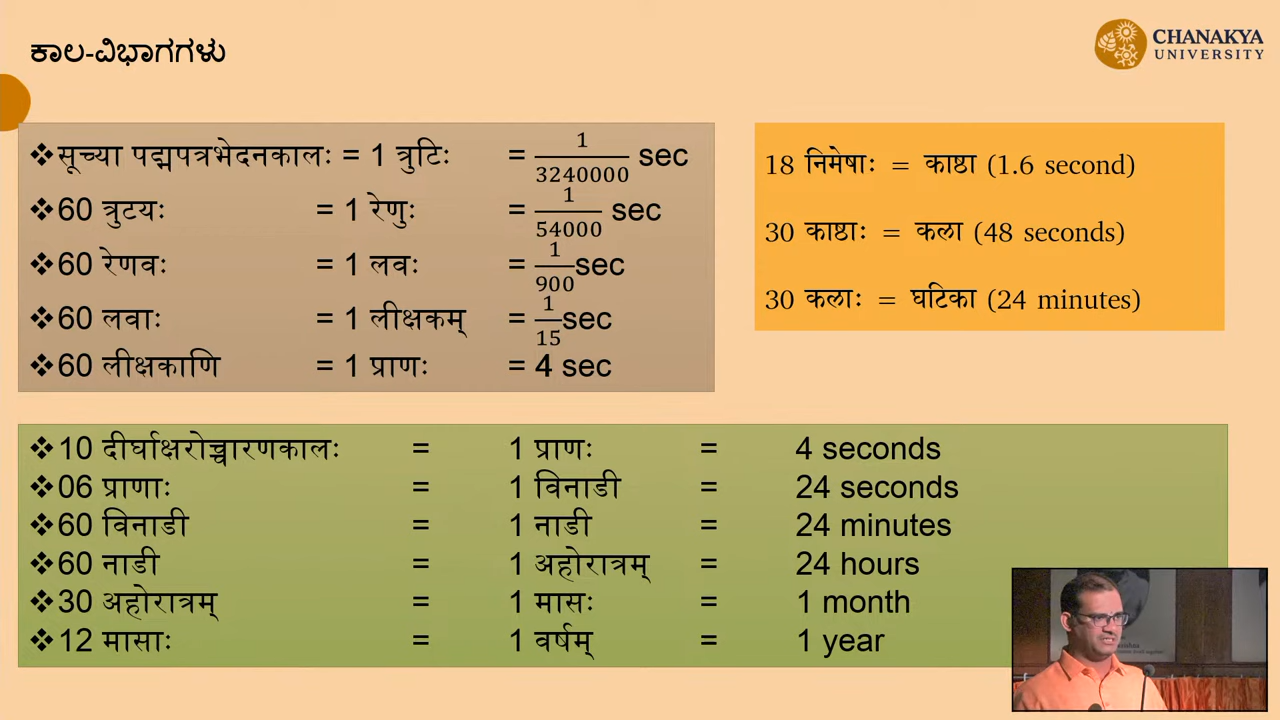 ಕಾಲ-ವಿಭಾಗಗಳು
CHANAKYA
UNIVERSITY
❖सूच्या पद्मपत्रभेदनकालः = 1 त्रुटिः = 1/3240000 sec
❖60 त्रुटयः = 1 रेणुः = 1/54000 sec
❖60 रेणवः = 1 लवः = 1/900 sec
❖60 लवाः = 1 लीक्षकम् = 1/15 sec
❖60 लीक्षकाणि = 1 प्राणः = 4 sec
18 निमेषाः = काष्ठा (1.6 second)
30 काष्ठाः = कला (48 seconds)
30 कलाः = घटिका (24 minutes)
❖10 दीर्घाक्षरोच्चारणकालः = 1 प्राणः = 4 seconds
❖06 प्राणाः = 1 विनाडी = 24 seconds
❖60 विनाडी = 1 नाडी = 24 minutes
❖60 नाडी = 1 अहोरात्रम् = 24 hours
❖30 अहोरात्रम् = 1 मासः = 1 month
❖12 मासाः = 1 वर्षम् = 1 year